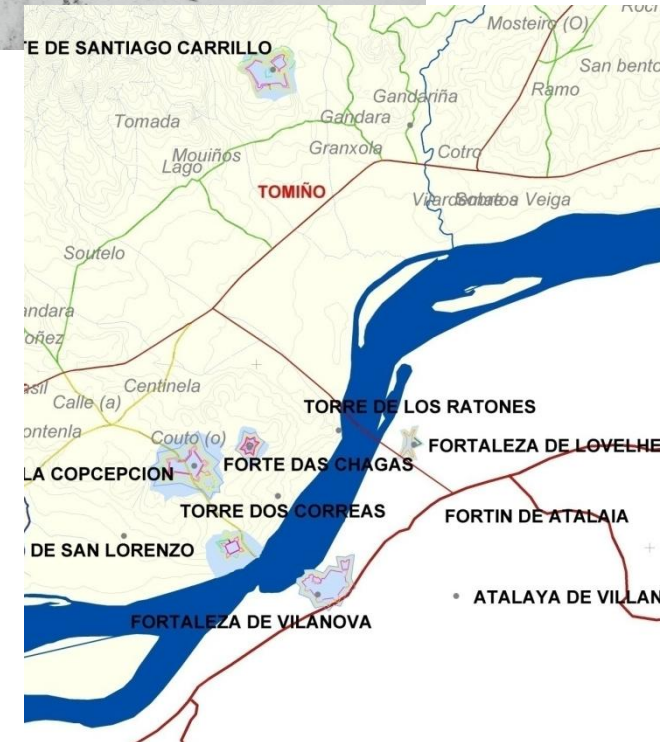 Mosteiro (O)
TE DE SANTIAGO CARRILLO
San bento
Gandariña
Ramo
Tomada
Gandara
Granxola
Mouiños
Cotro
Lago
TOMIÑO
a Veiga
Soutelo
andara
oñez
Centinela
Calle (a)
TORRE DE LOS RATONES
ontenla
Couto (o)
FORTALEZA DE LOVELHE
LA COPCEPCION
FORTE DAS CHAGAS
TORRE DOS CORREAS
FORTIN DE ATALAIA
DE SAN LORENZO
ATALAYA DE VILLAN
FORTALEZA DE VILANOVA